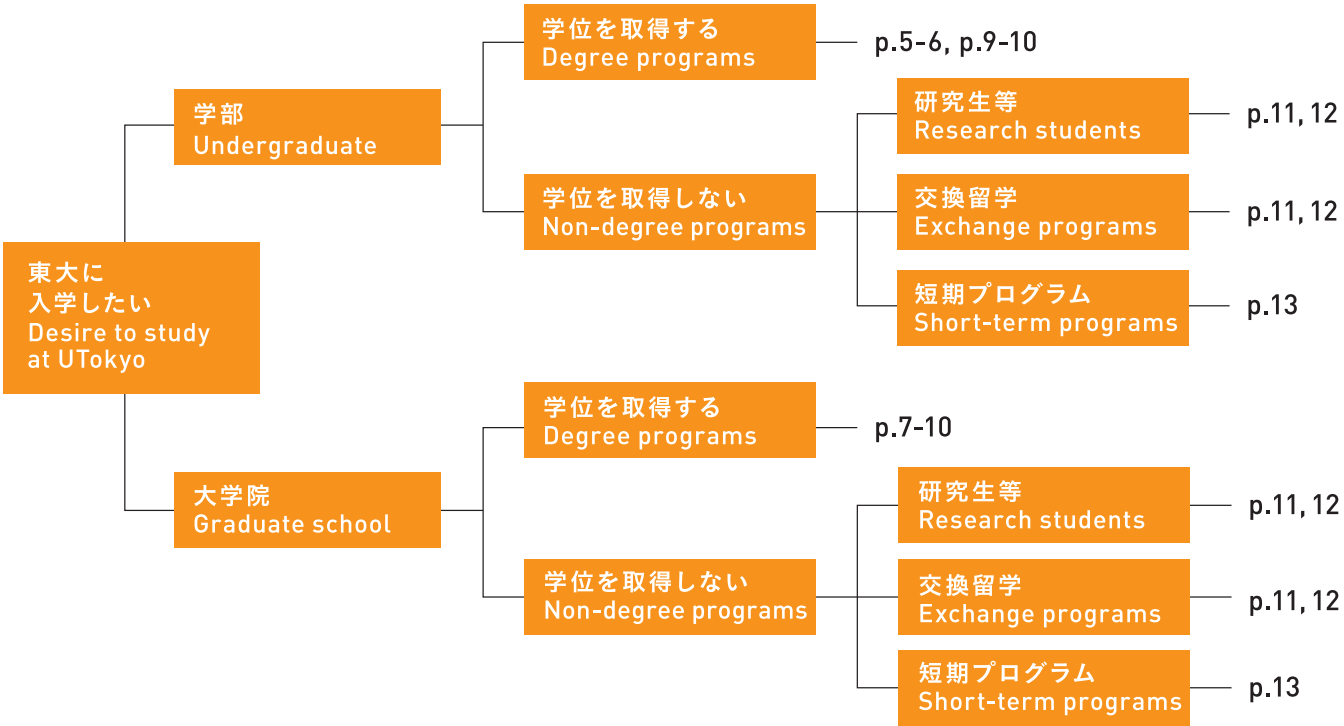 東大に
入学したい
Desire to study
at UTokyo
学部
Undergraduate
学位を取得する
Degree programs
p.5-6, p.9-10
学位を取得しない
Non-degree programs
研究生等
Research students
p.11, 12
交換留学
Exchange programs
p.11, 12
短期プログラム
Short-term programs
p.13
大学院
Graduate school
学位を取得する
Degree programs
p.7-10
学位を取得しない
Non-degree programs
研究生等
Research students
p.11, 12
交換留学
Exchange programs
p.11, 12
短期プログラム
Short-term programs
p.13